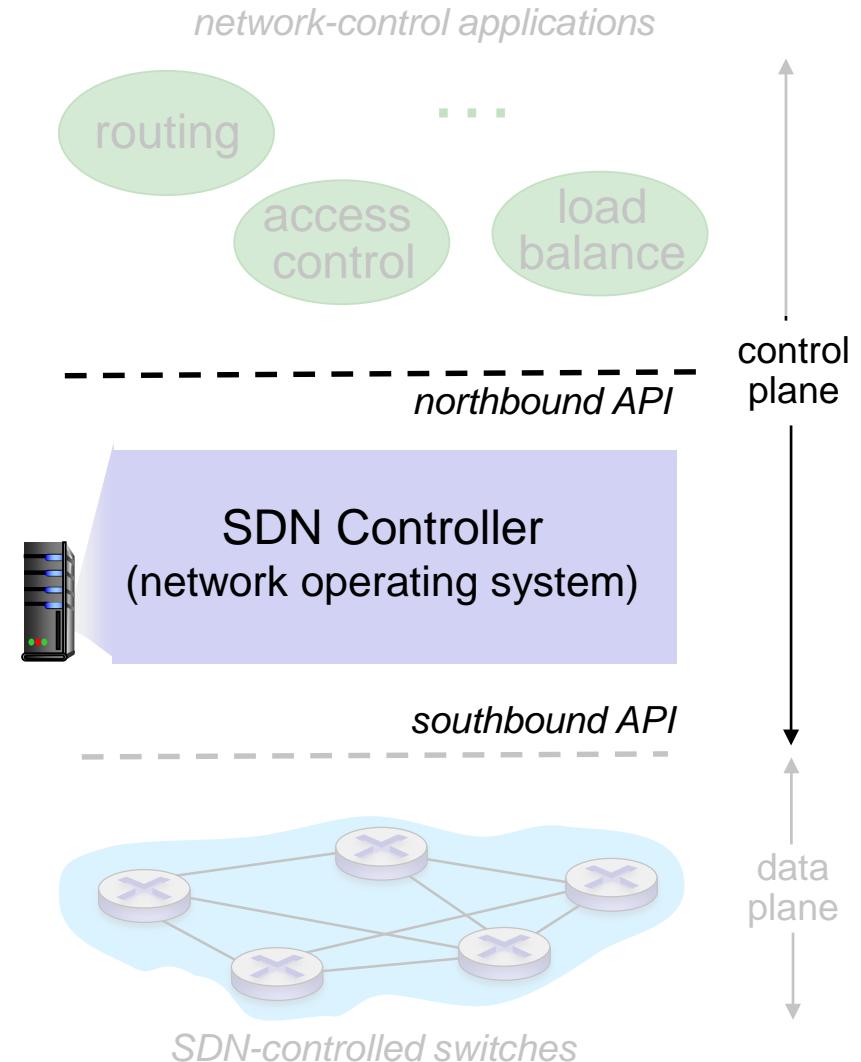 network-control applications
routing
...
access
control
load
balance
control
plane
northbound API
SDN Controller
(network operating system)
southbound API
data
plane
SDN-controlled switches